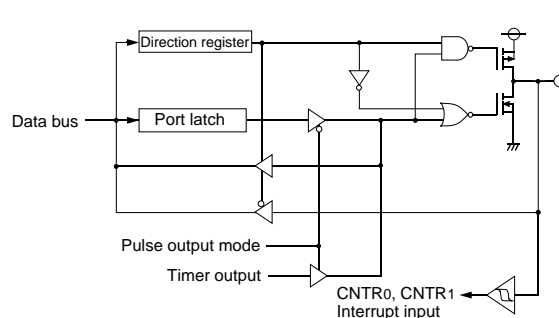 Direction register
Data bus
Port latch
Pulse output mode
Timer output
CNTR0, CNTR1
Interrupt input